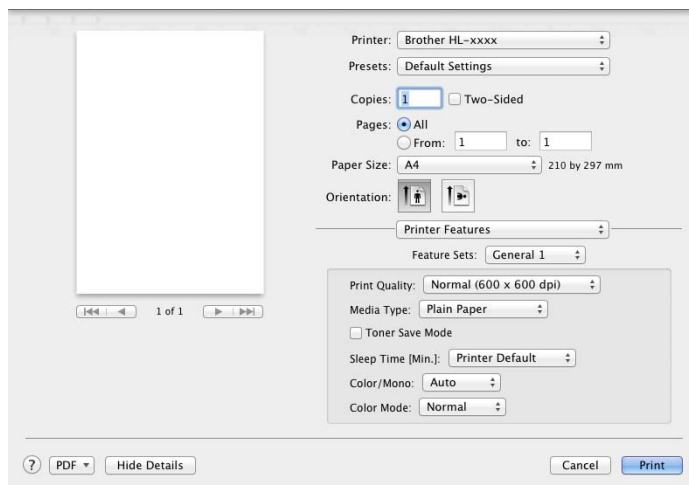 Printer: Brother HL-xxxx
Presets: Default Settings
Copies: 1 Two-Sided
Pages: All
From: 1 to: 1
Paper Size: A4 210 by 297 mm
Orientation:
Printer Features
Feature Sets: General 1
Print Quality: Normal (600 x 600 dpi)
Media Type: Plain Paper
Toner Save Mode
Sleep Time [Min.]: Printer Default
Color/Mono: Auto
Color Mode: Normal
1 of 1
? PDF Hide Details Cancel Print